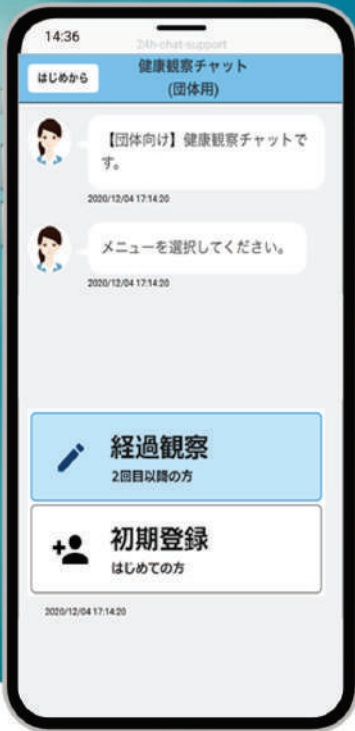 14:36
24h-chat-support
はじめから
健康観察チャット
(団体用)
【団体向け】健康観察チャットで
す。
2020/12/04 17:14:20
メニューを選択してください。
2020/12/04 17:14:20
経過観察
2回目以降の方
初期登録
はじめての方
2020/12/04 17:14:20